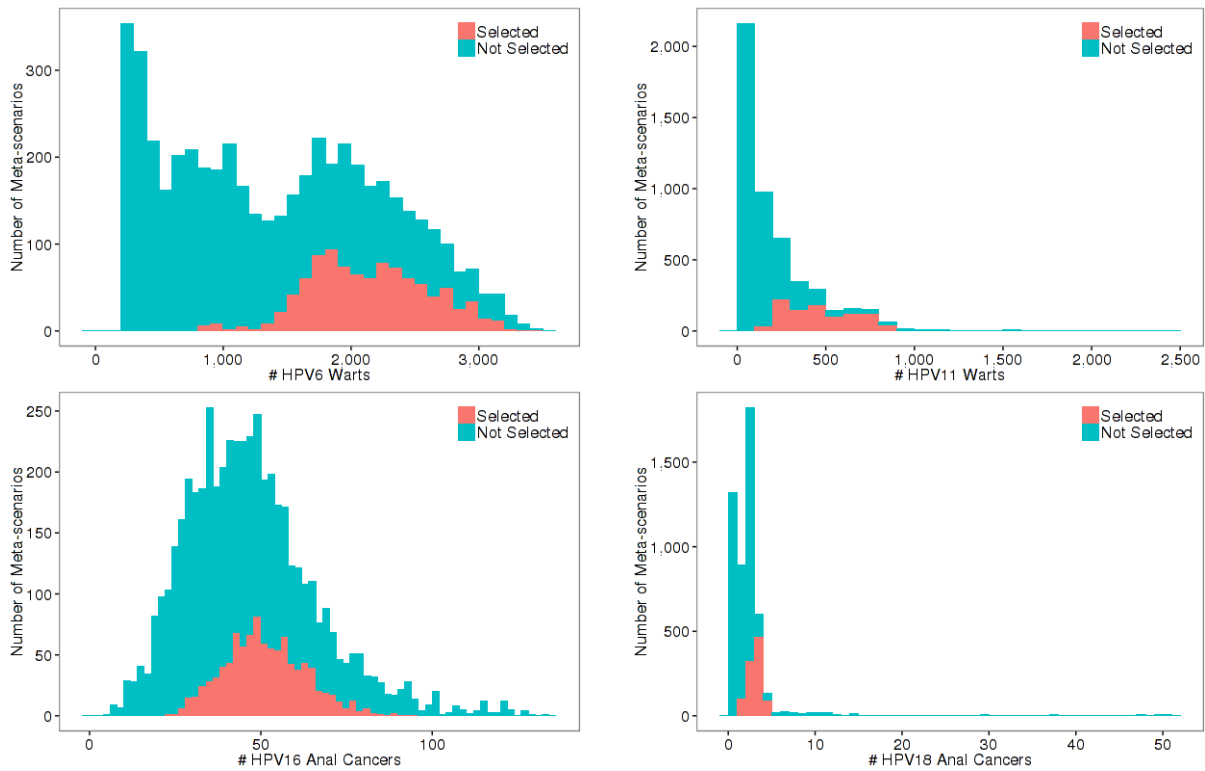 Number of Meta-scenarios
300
200
100
0
Selected
Not Selected
0
1,000
2,000
3,000
# HPV6 Warts
Number of Meta-scenarios
2,000
1,500
1,000
500
0
Selected
Not Selected
0
500
1,000
1,500
2,000
2,500
# HPV11 Warts
Number of Meta-scenarios
250
200
150
100
50
0
Selected
Not Selected
0
50
100
# HPV16 Anal Cancers
Number of Meta-scenarios
1,500
1,000
500
0
Selected
Not Selected
0
10
20
30
40
50
# HPV18 Anal Cancers